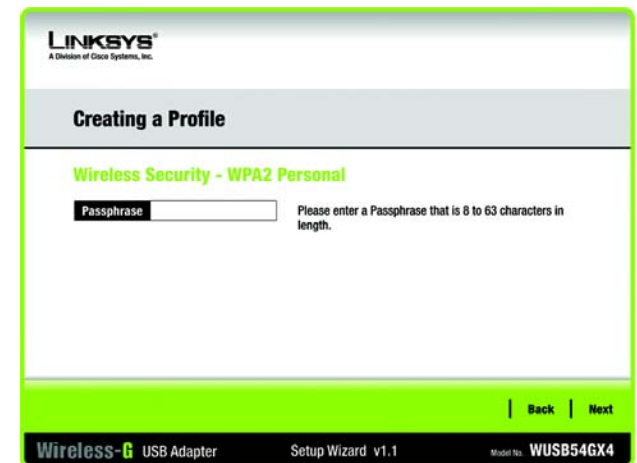 LINKSYS®
A Division of Cisco Systems, Inc.
Creating a Profile
Wireless Security - WPA2 Personal
Passphrase
Please enter a Passphrase that is 8 to 63 characters in
length.
Back
Next
Wireless-G USB Adapter
Setup Wizard v1.1
Model No. WUSB54GX4